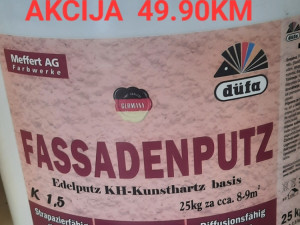 AKCIJA 49.90KM
Meffert AG
Farbwerke
GERMANY
düfa
FASSADENPUTZ
Edelputz KH-Kunsthartz basis
K 1,5
25kg za cca. 8-9m²
Strapazierfähig
Diffusionsfähig
25 k